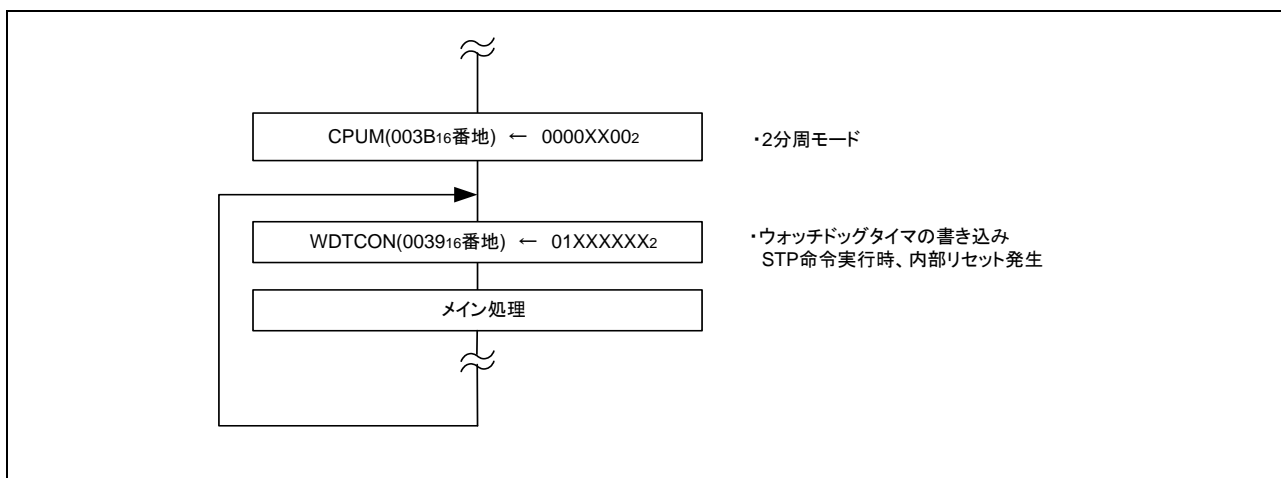 CPUM(003B16番地) ← 0000XX002
・2分周モード
WDTCON(003916番地) ← 01XXXXXX2
・ウォッチドッグタイマの書き込み
STP命令実行時、内部リセット発生
メイン処理